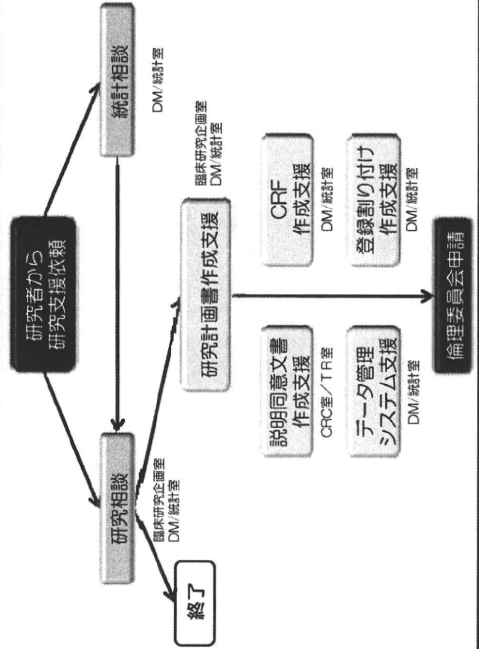 研究者から
研究支援依頼
研究相談
臨床研究企画室
DM/統計室
統計相談
DM/統計室
終了
研究計画書作成支援
臨床研究企画室
DM/統計室
説明同意文書
作成支援
CRC室/TR室
CRF
作成支援
DM/統計室
データ管理
システム支援
DM/統計室
登録割り付け
作成支援
DM/統計室
倫理委員会申請